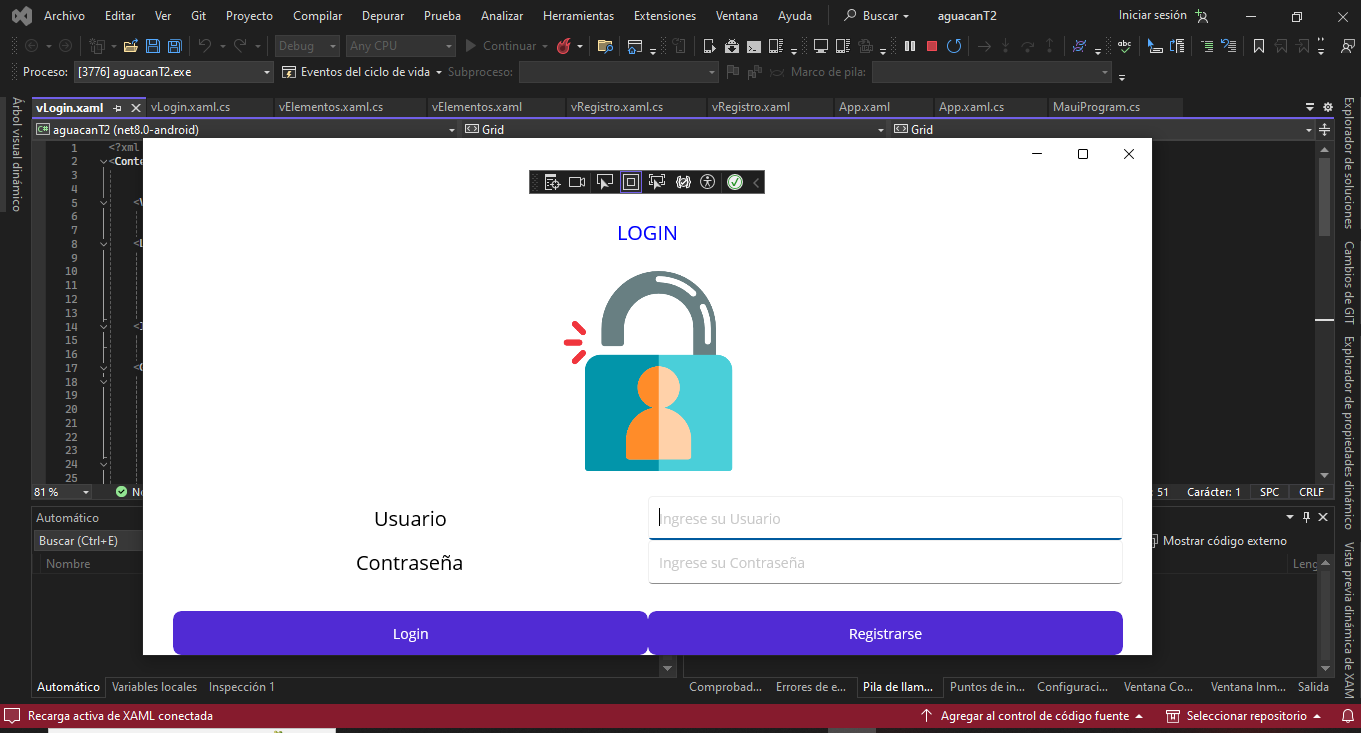 Archivo Editar Ver Git Proyecto Compilar Depurar Prueba Analizar Herramientas Extensiones Ventana Ayuda Buscar aguacanT2 Iniciar sesión
Debug Any CPU Continuar
Proceso: [3776] aguacanT2.exe Eventos del ciclo de vida Subproceso: Marco de pila:
vLogin.xaml vLogin.xaml.cs vElementos.xaml.cs vElementos.xaml vRegistro.xaml.cs vRegistro.xaml App.xaml App.xaml.cs MauiProgram.cs
C# aguacanT2 (net8.0-android) Grid Grid
Árbol visual dinámico
1 <?xml
2 <Conte
3
4
5 <V
6
7
8 <L
9
10
11
12
13
14 <I
15
16
17 <G
18
19
20
21
22
23
24
25
LOGIN
Usuario Ingrese su Usuario
Contraseña Ingrese su Contraseña
Login Registrarse
81 % No 51 Carácter: 1 SPC CRLF
Automático
Buscar (Ctrl+E) Mostrar código externo
Nombre Leng
Automático Variables locales Inspección 1
Comprobad... Errores de e... Pila de llam... Puntos de in... Configuraci... Ventana Co... Ventana Inm... Salida
Recarga activa de XAML conectada Agregar al control de código fuente Seleccionar repositorio
Explorador de soluciones
Cambios de GIT
Explorador de propiedades dinámico
Vista previa dinámica de XAM